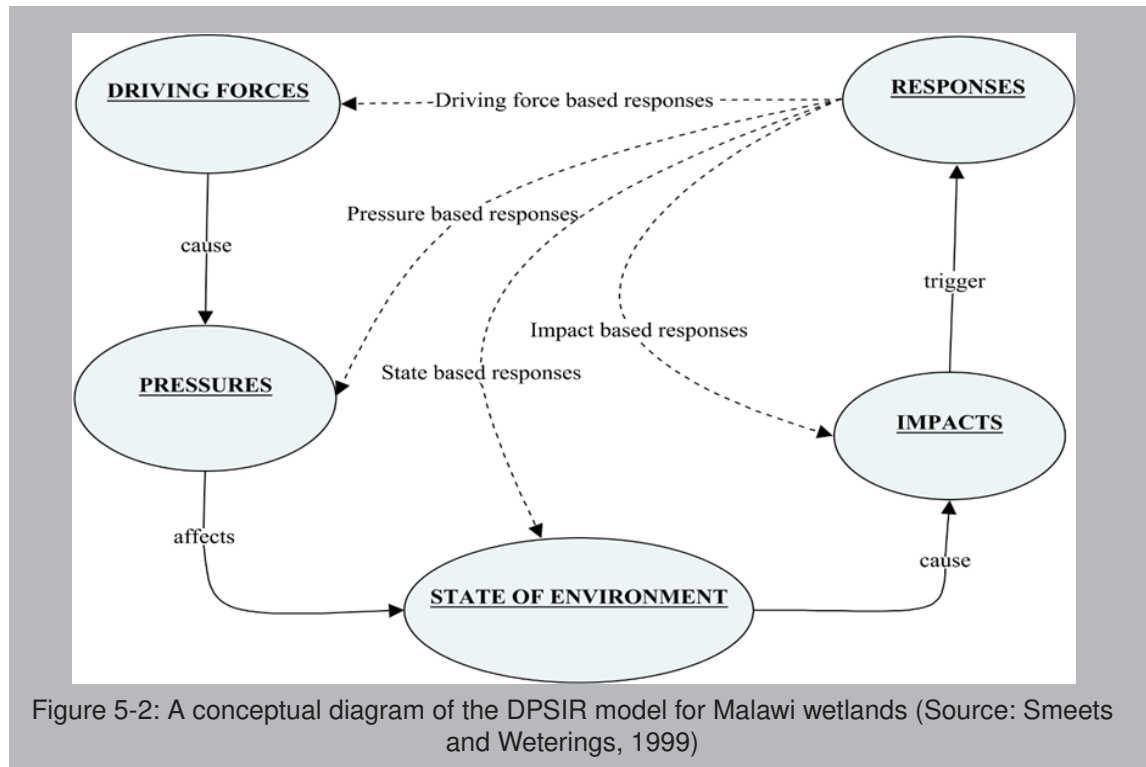 DRIVING FORCES
Driving force based responses
RESPONSES
Pressure based responses
cause
trigger
Impact based responses
State based responses
PRESSURES
IMPACTS
affects
cause
STATE OF ENVIRONMENT
Figure 5-2: A conceptual diagram of the DPSIR model for Malawi wetlands (Source: Smeets
and Weterings, 1999)